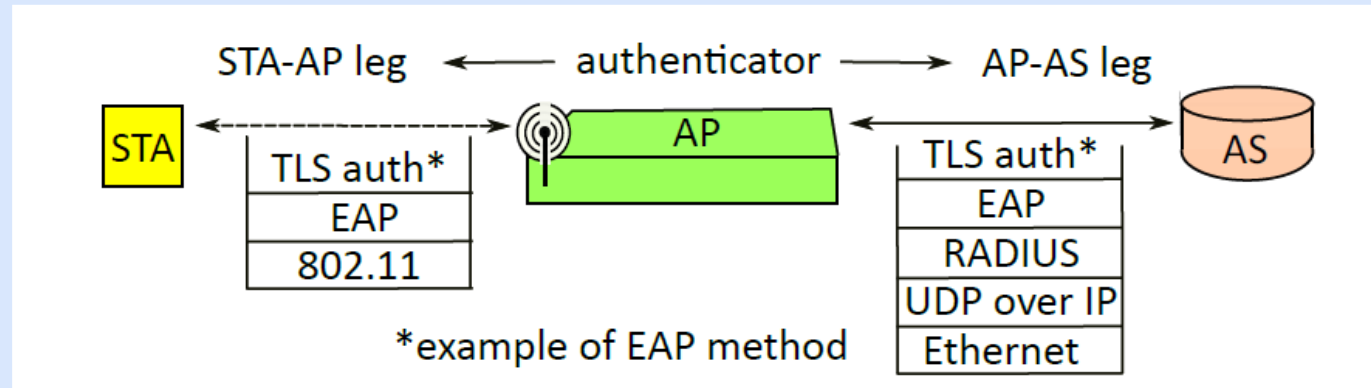 STA-AP leg authenticator AP-AS leg
STA
AP
AS
TLS auth*
EAP
802.11
TLS auth*
EAP
RADIUS
UDP over IP
Ethernet
*example of EAP method